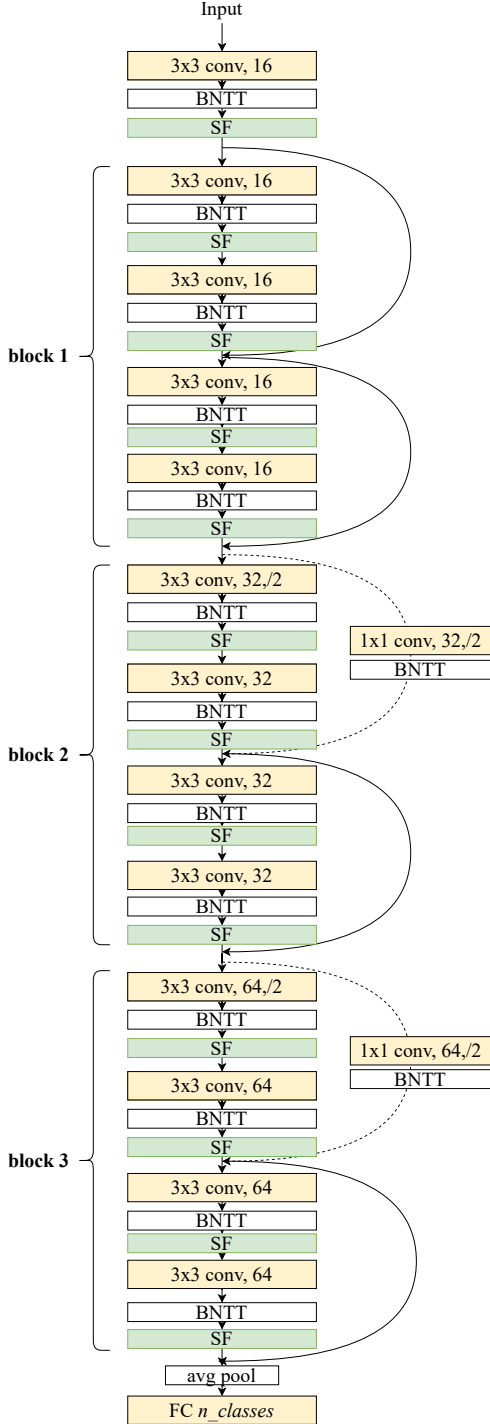 Input
3x3 conv, 16
BNTT
SF
block 1
3x3 conv, 16
BNTT
SF
3x3 conv, 16
BNTT
SF
3x3 conv, 16
BNTT
SF
3x3 conv, 16
BNTT
SF
block 2
3x3 conv, 32,/2
BNTT
SF
1x1 conv, 32,/2
BNTT
3x3 conv, 32
BNTT
SF
3x3 conv, 32
BNTT
SF
3x3 conv, 32
BNTT
SF
block 3
3x3 conv, 64,/2
BNTT
SF
1x1 conv, 64,/2
BNTT
3x3 conv, 64
BNTT
SF
3x3 conv, 64
BNTT
SF
3x3 conv, 64
BNTT
SF
avg pool
FC n_classes